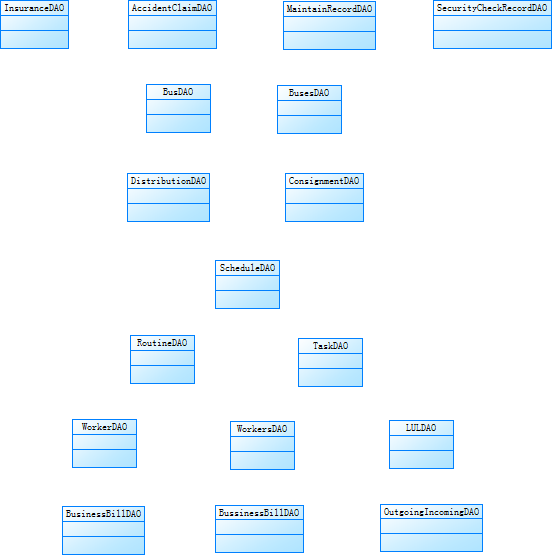 InsuranceDAO
AccidentClaimDAO
MaintainRecordDAO
SecurityCheckRecordDAO
BusDAO
BusesDAO
DistributionDAO
ConsignmentDAO
ScheduleDAO
RoutineDAO
TaskDAO
WorkerDAO
WorkersDAO
LULDAO
BusinessBillDAO
BussinessBillDAO
OutgoingIncomingDAO